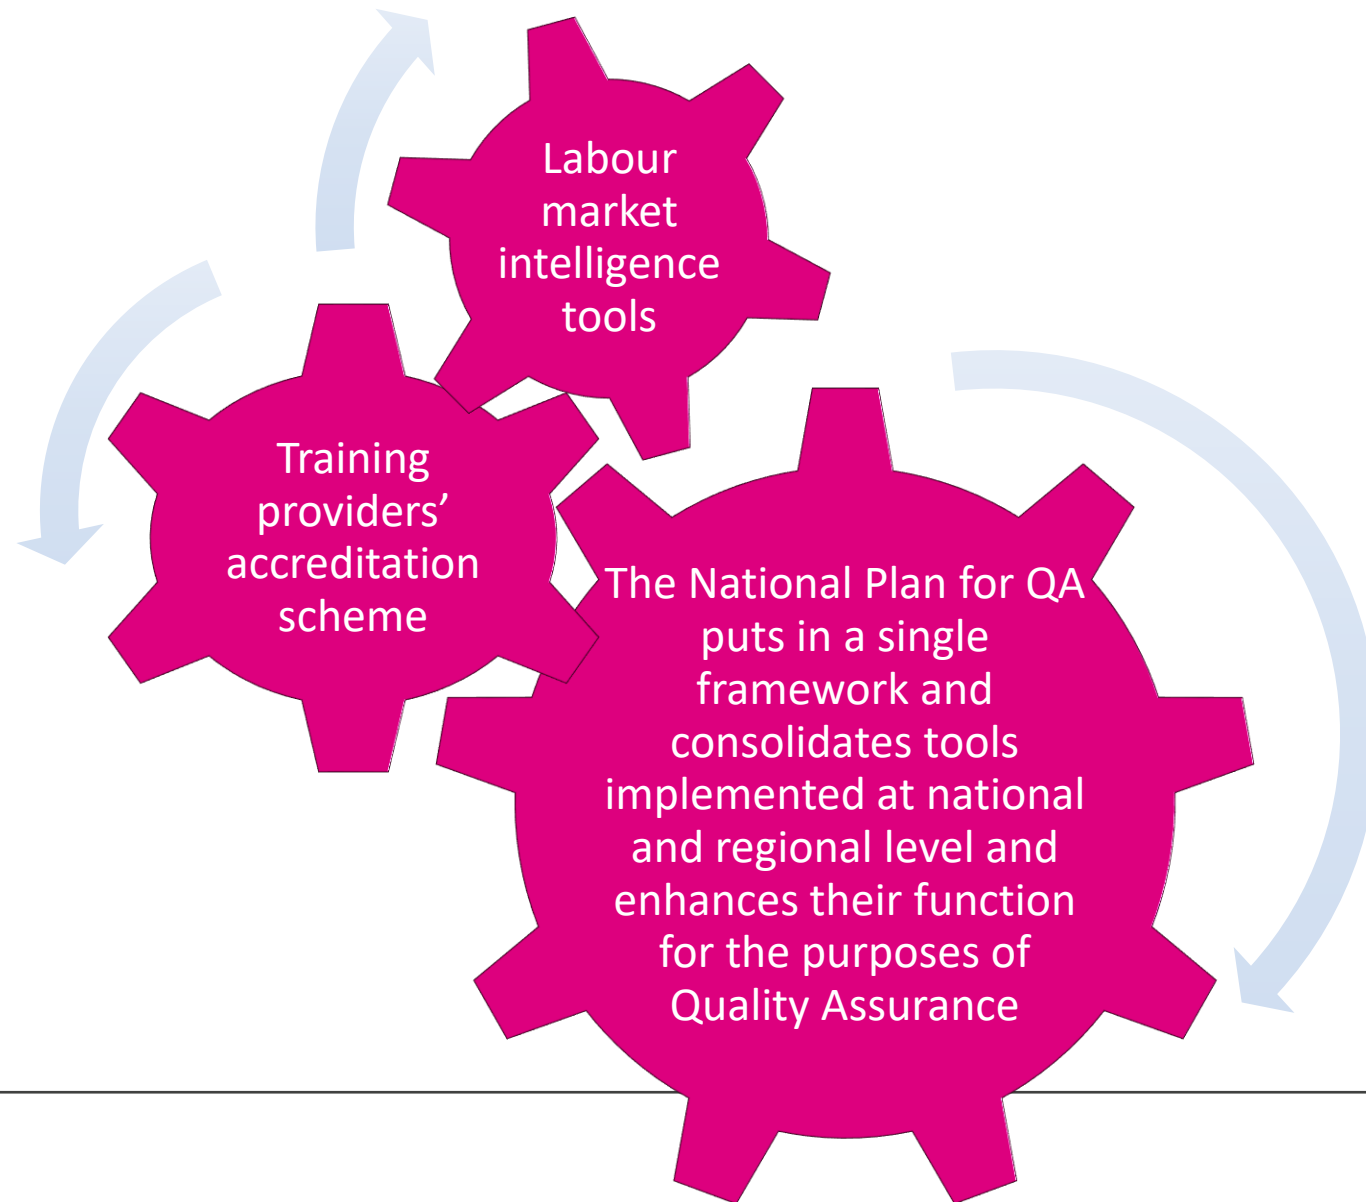 Labour
market
intelligence
tools
Training
providers’
accreditation
scheme
The National Plan for QA
puts in a single
framework and
consolidates tools
implemented at national
and regional level and
enhances their function
for the purposes of
Quality Assurance